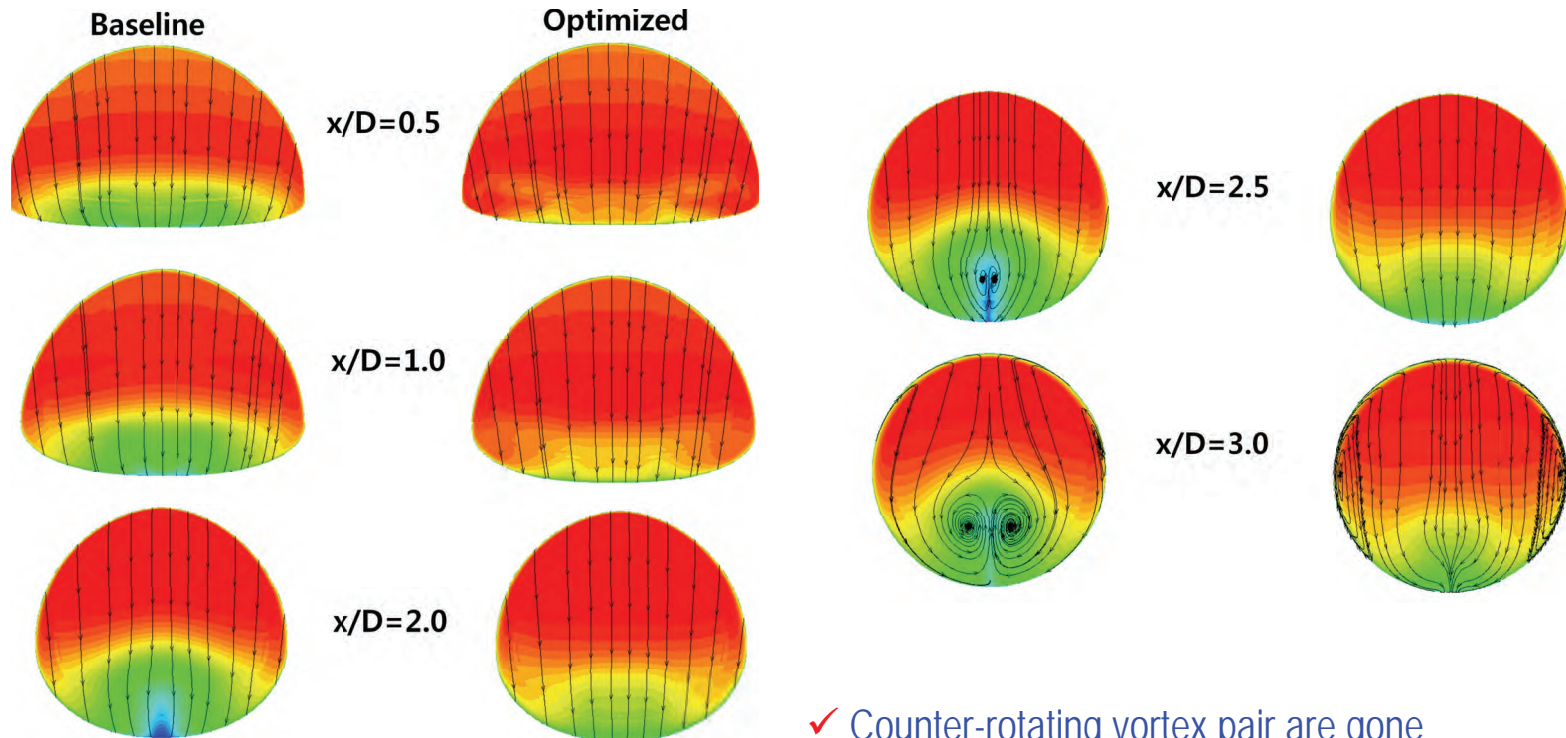 Baseline
Optimized
x/D=0.5
x/D=1.0
x/D=2.0
x/D=2.5
x/D=3.0
✓ Counter-rotating vortex pair are gone